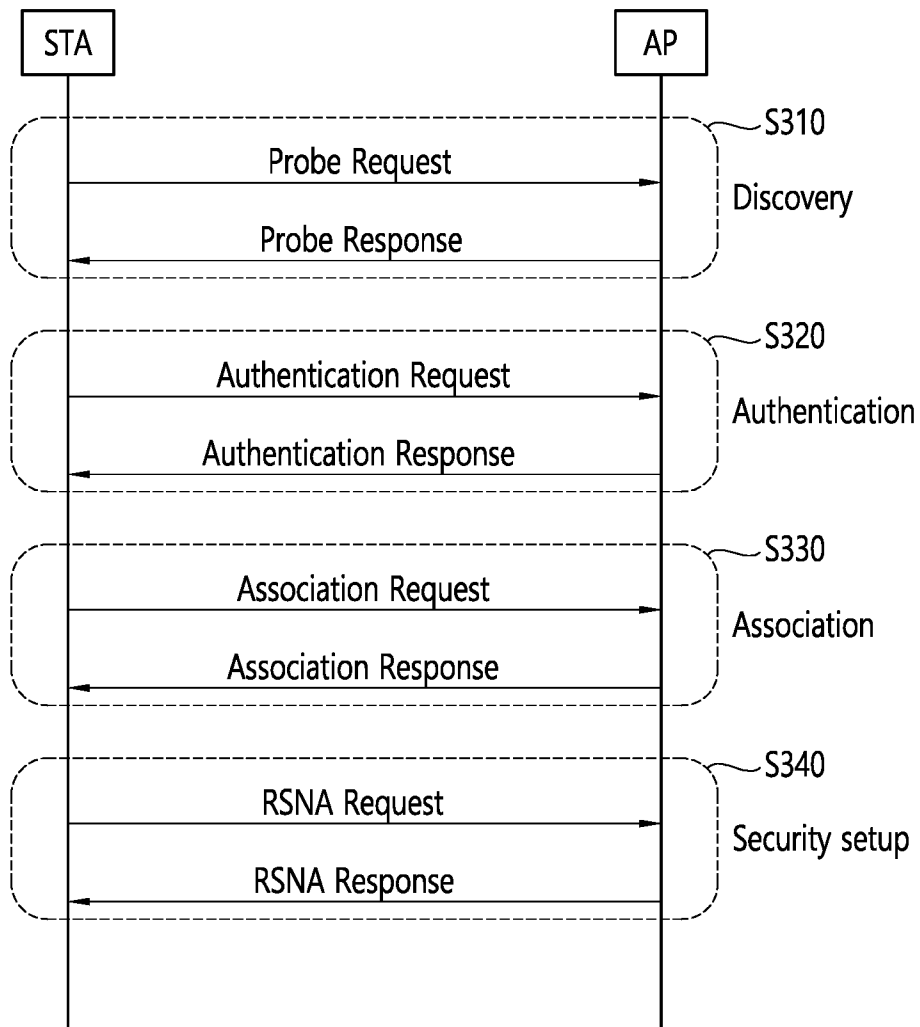 STA
AP
S310
Probe Request
Discovery
Probe Response
S320
Authentication Request
Authentication
Authentication Response
S330
Association Request
Association
Association Response
S340
RSNA Request
Security setup
RSNA Response